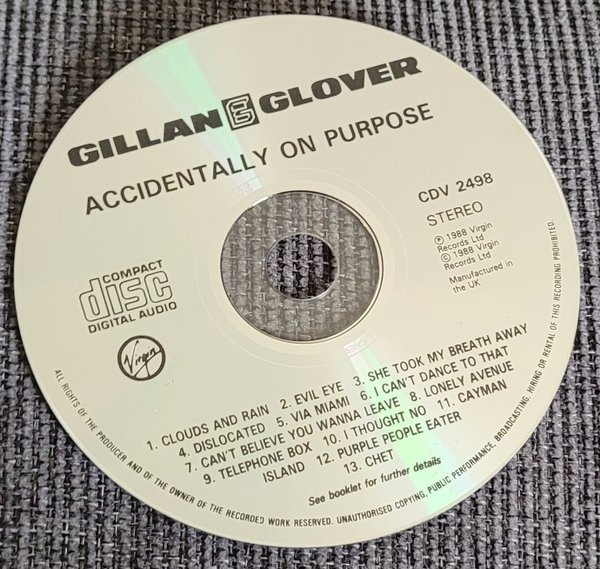 GILLAN GG GLOVER
ACCIDENTALLY ON PURPOSE
CDV 2498
STEREO
℗ 1988 Virgin
Records Ltd
© 1988 Virgin
Records Ltd
Manufactured in
the UK
COMPACT
disc
DIGITAL AUDIO
Virgin
1. CLOUDS AND RAIN 2. EVIL EYE 3. SHE TOOK MY BREATH AWAY
4. DISLOCATED 5. VIA MIAMI 6. I CAN'T DANCE TO THAT
7. CAN'T BELIEVE YOU WANNA LEAVE 8. LONELY AVENUE
9. TELEPHONE BOX 10. I THOUGHT NO 11. CAYMAN
ISLAND 12. PURPLE PEOPLE EATER
13. CHET
See booklet for further details
ALL RIGHTS OF THE PRODUCER AND OF THE OWNER OF THE RECORDED WORK RESERVED. UNAUTHORISED COPYING, PUBLIC PERFORMANCE, BROADCASTING, HIRING OR RENTAL OF THIS RECORDING PROHIBITED.